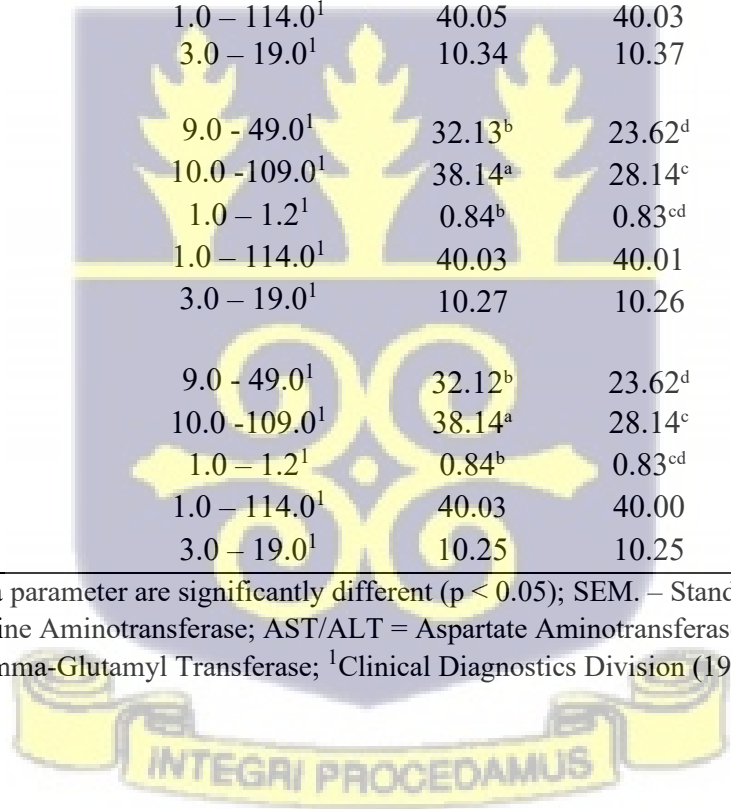 1.0 – 114.0¹ 40.05 40.03
3.0 – 19.0¹ 10.34 10.37
9.0 - 49.0¹ 32.13ᵇ 23.62ᵈ
10.0 -109.0¹ 38.14ᵃ 28.14ᶜ
1.0 – 1.2¹ 0.84ᵇ 0.83ᶜᵈ
1.0 – 114.0¹ 40.03 40.01
3.0 – 19.0¹ 10.27 10.26
9.0 - 49.0¹ 32.12ᵇ 23.62ᵈ
10.0 -109.0¹ 38.14ᵃ 28.14ᶜ
1.0 – 1.2¹ 0.84ᵇ 0.83ᶜᵈ
1.0 – 114.0¹ 40.03 40.00
3.0 – 19.0¹ 10.25 10.25
a parameter are significantly different (p < 0.05); SEM. – Stand
ine Aminotransferase; AST/ALT = Aspartate Aminotransferas
mma-Glutamyl Transferase; ¹Clinical Diagnostics Division (19
INTEGRI PROCEDAMUS